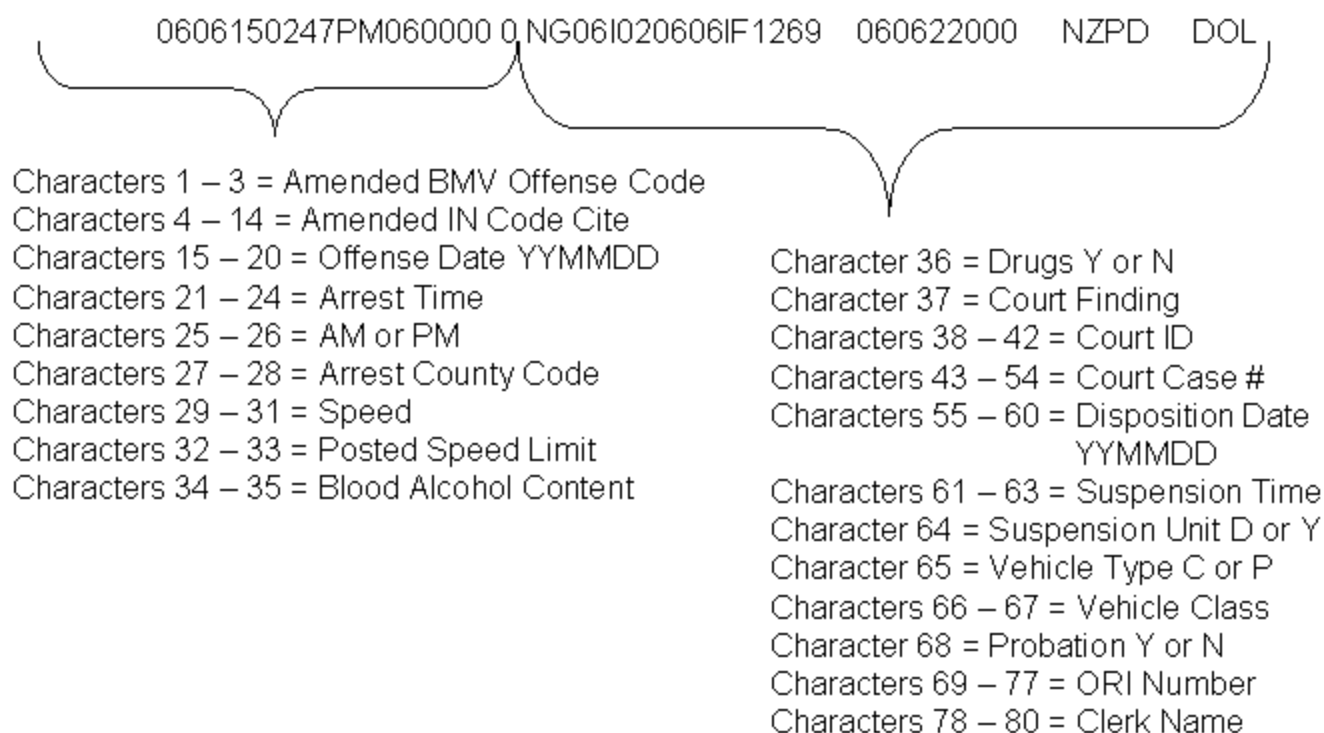 0606150247PM060000 0 NG06I020606IF1269 060622000 NZPD DOL
Characters 1 – 3 = Amended BMV Offense Code
Characters 4 – 14 = Amended IN Code Cite
Characters 15 – 20 = Offense Date YYMMDD
Characters 21 – 24 = Arrest Time
Characters 25 – 26 = AM or PM
Characters 27 – 28 = Arrest County Code
Characters 29 – 31 = Speed
Characters 32 – 33 = Posted Speed Limit
Characters 34 – 35 = Blood Alcohol Content
Character 36 = Drugs Y or N
Character 37 = Court Finding
Characters 38 – 42 = Court ID
Characters 43 – 54 = Court Case #
Characters 55 – 60 = Disposition Date
YYMMDD
Characters 61 – 63 = Suspension Time
Character 64 = Suspension Unit D or Y
Character 65 = Vehicle Type C or P
Characters 66 – 67 = Vehicle Class
Character 68 = Probation Y or N
Characters 69 – 77 = ORI Number
Characters 78 – 80 = Clerk Name